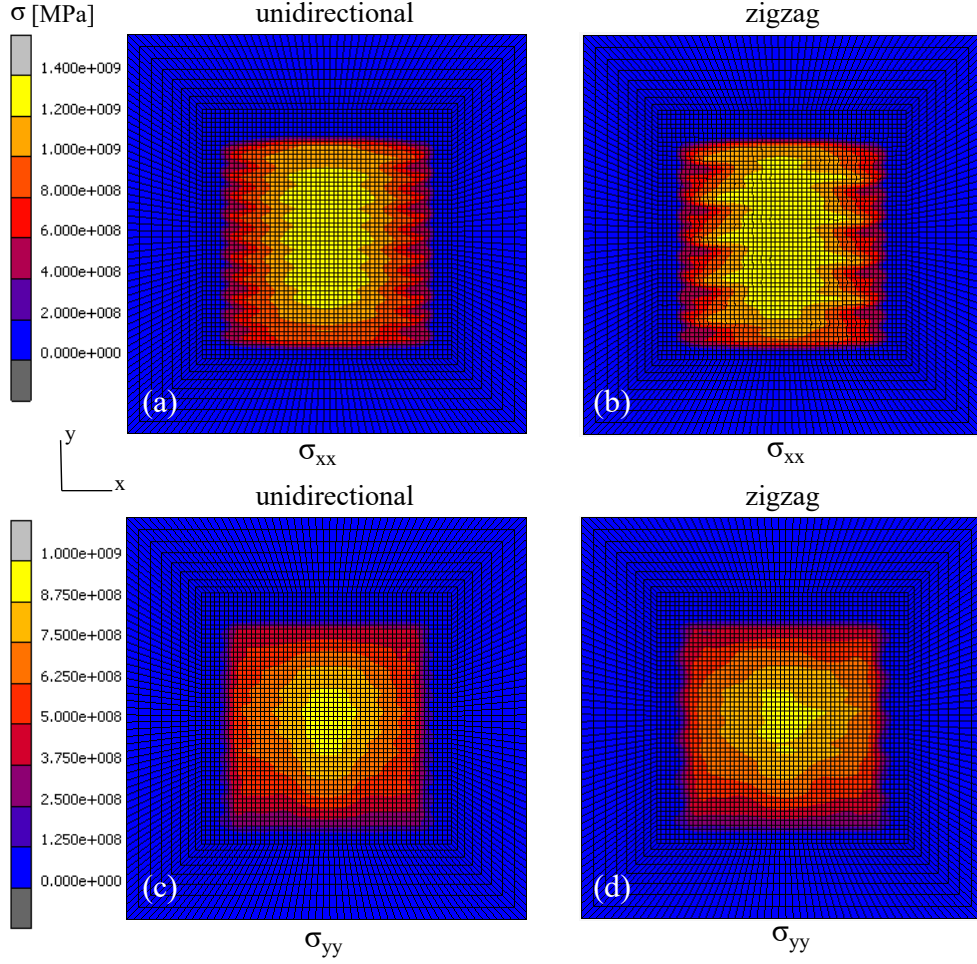 σ [MPa]
unidirectional
zigzag
1.400e+009
1.200e+009
1.000e+009
8.000e+008
6.000e+008
4.000e+008
2.000e+008
0.000e+000
(a)
(b)
σxx
σxx
y
x
unidirectional
zigzag
1.000e+009
8.750e+008
7.500e+008
6.250e+008
5.000e+008
3.750e+008
2.500e+008
1.250e+008
0.000e+000
(c)
(d)
σyy
σyy